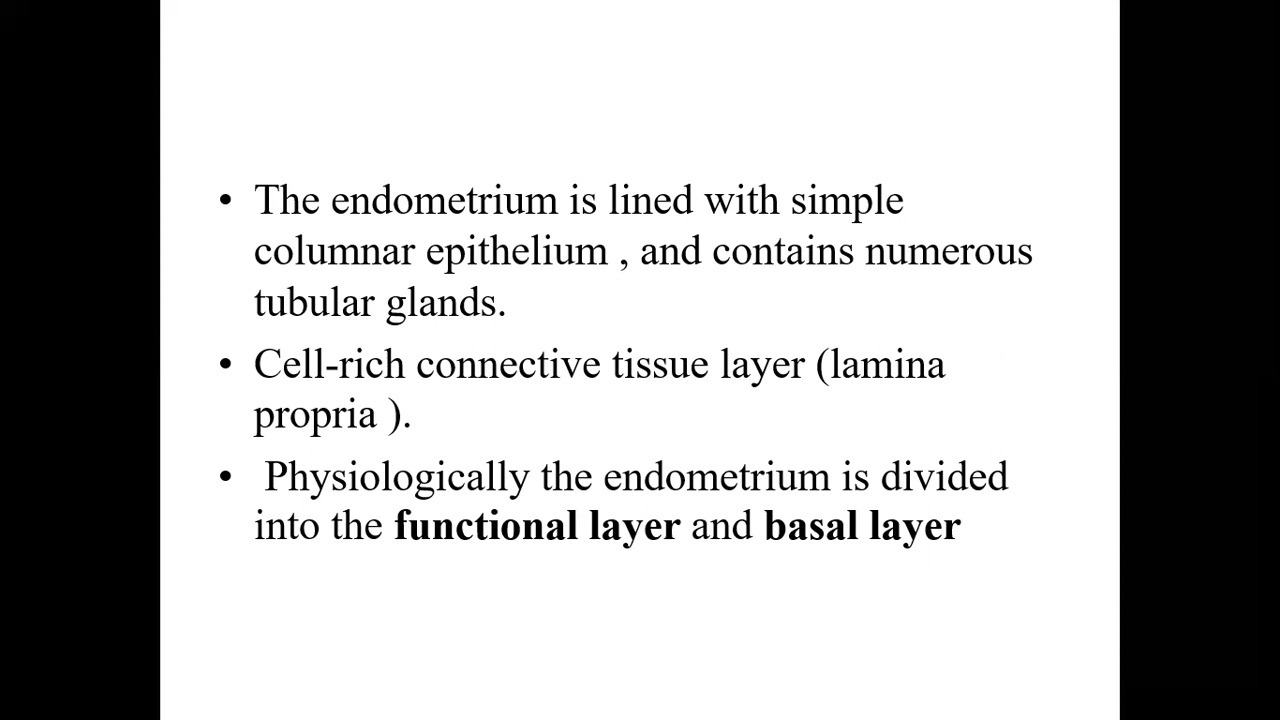 • The endometrium is lined with simple
columnar epithelium , and contains numerous
tubular glands.
• Cell-rich connective tissue layer (lamina
propria ).
• Physiologically the endometrium is divided
into the functional layer and basal layer